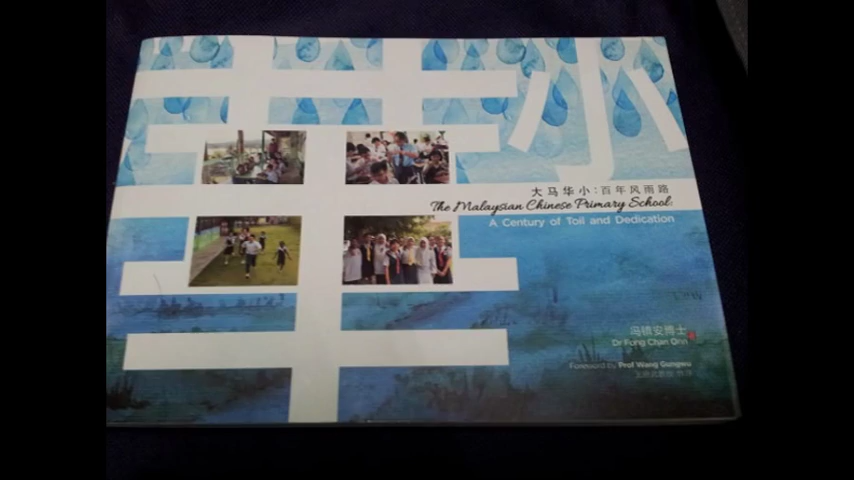 華小
大马华小:百年风雨路
The Malaysian Chinese Primary School:
A Century of Toil and Dedication
冯镇安博士
Dr Fung Chan Onn
Foreword by Prof Wang Gungwu